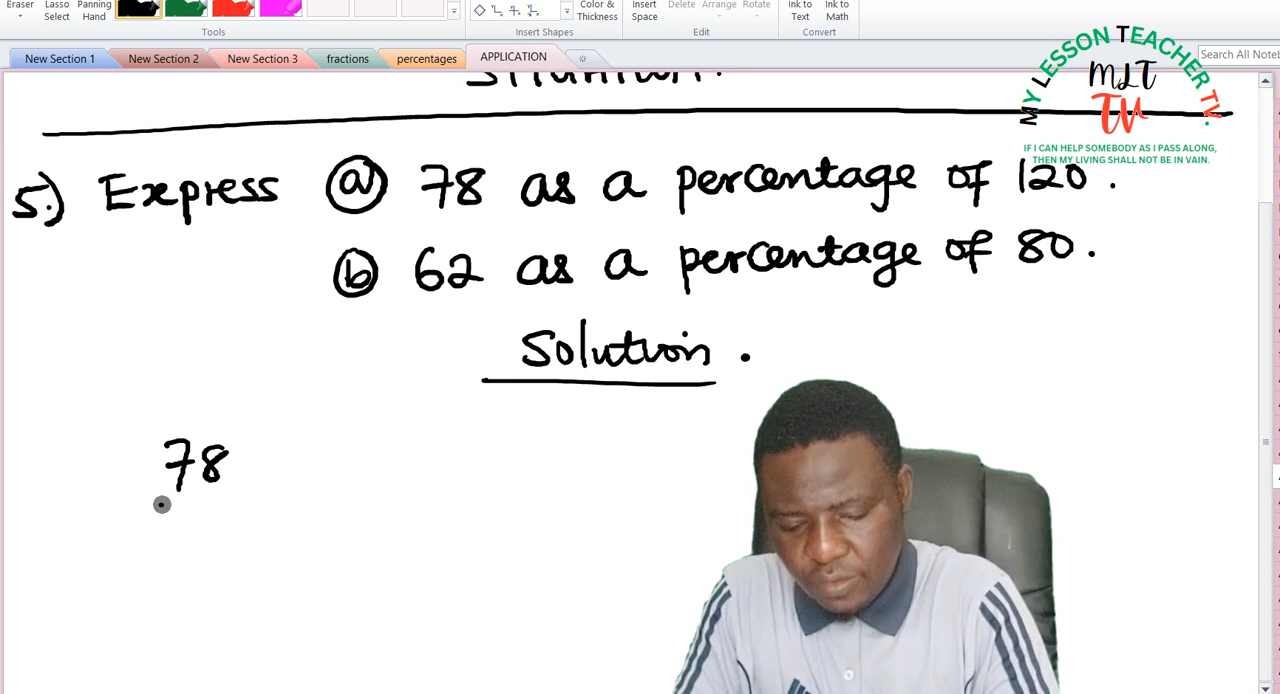 Eraser
Lasso Select
Panning Hand
Color & Thickness
Insert Space
Delete
Arrange
Rotate
Ink to Text
Ink to Math
Tools
Insert Shapes
Edit
Convert
New Section 1
New Section 2
New Section 3
fractions
percentages
APPLICATION
MY LESSON TEACHER TV.
MLT
TV
IF I CAN HELP SOMEBODY AS I PASS ALONG,
THEN MY LIVING SHALL NOT BE IN VAIN.
5.) Express (a) 78 as a percentage of 120.
(b) 62 as a percentage of 80.
Solution.
78